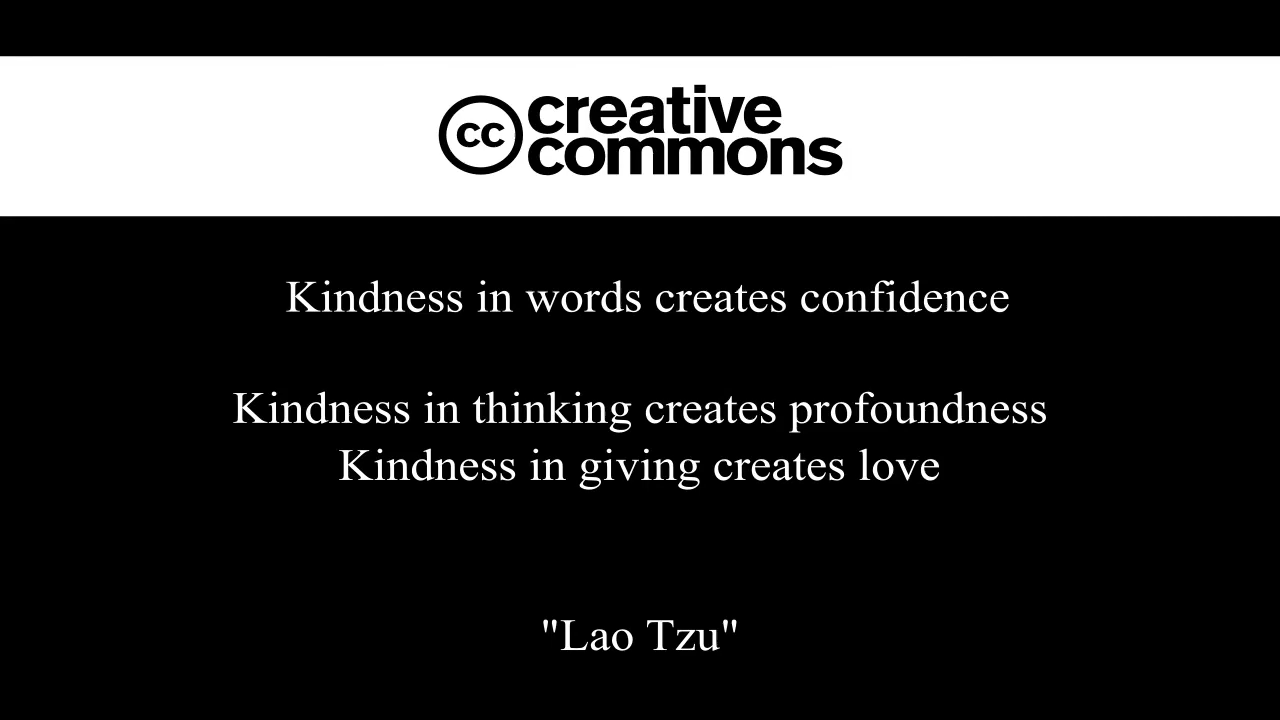 cc creative
commons
Kindness in words creates confidence
Kindness in thinking creates profoundness
Kindness in giving creates love
"Lao Tzu"